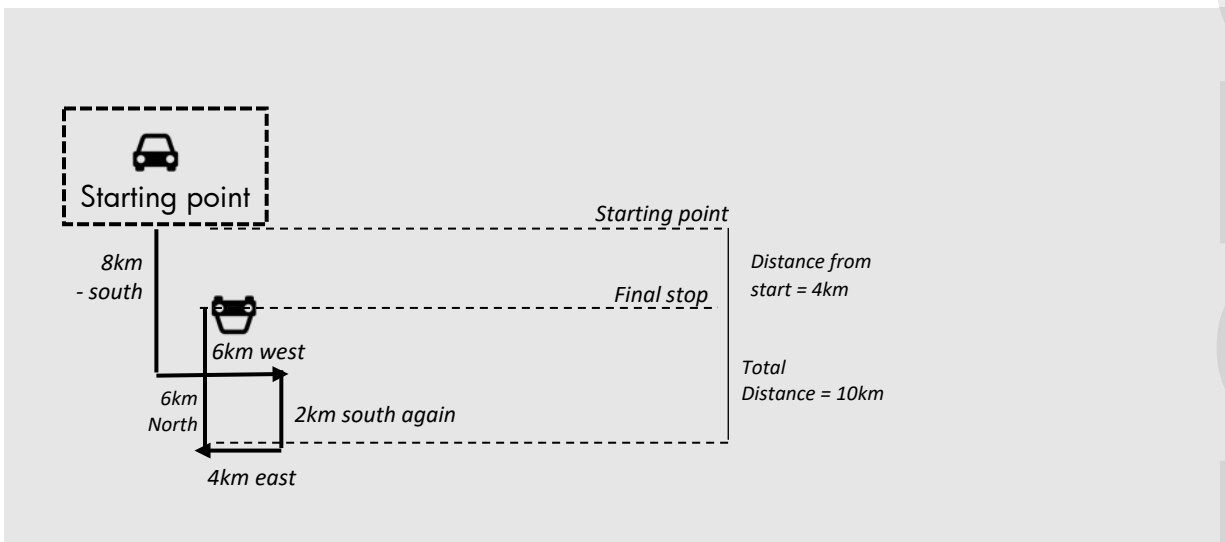 Starting point
Starting point
8km
- south
Distance from
start = 4km
Final stop
6km west
Total
Distance = 10km
6km
North
2km south again
4km east